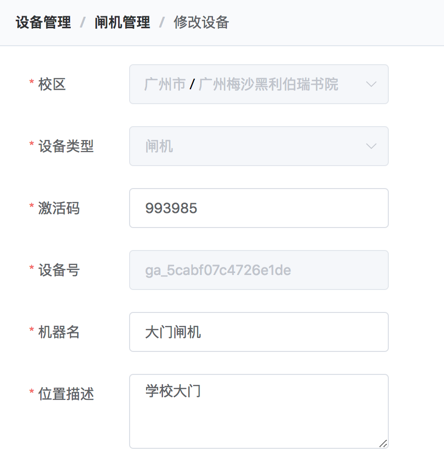 设备管理 / 闸机管理 / 修改设备
* 校区 广州市 / 广州梅沙黑利伯瑞书院
* 设备类型 闸机
* 激活码 993985
* 设备号 ga_5cabf07c4726e1de
* 机器名 大门闸机
* 位置描述 学校大门